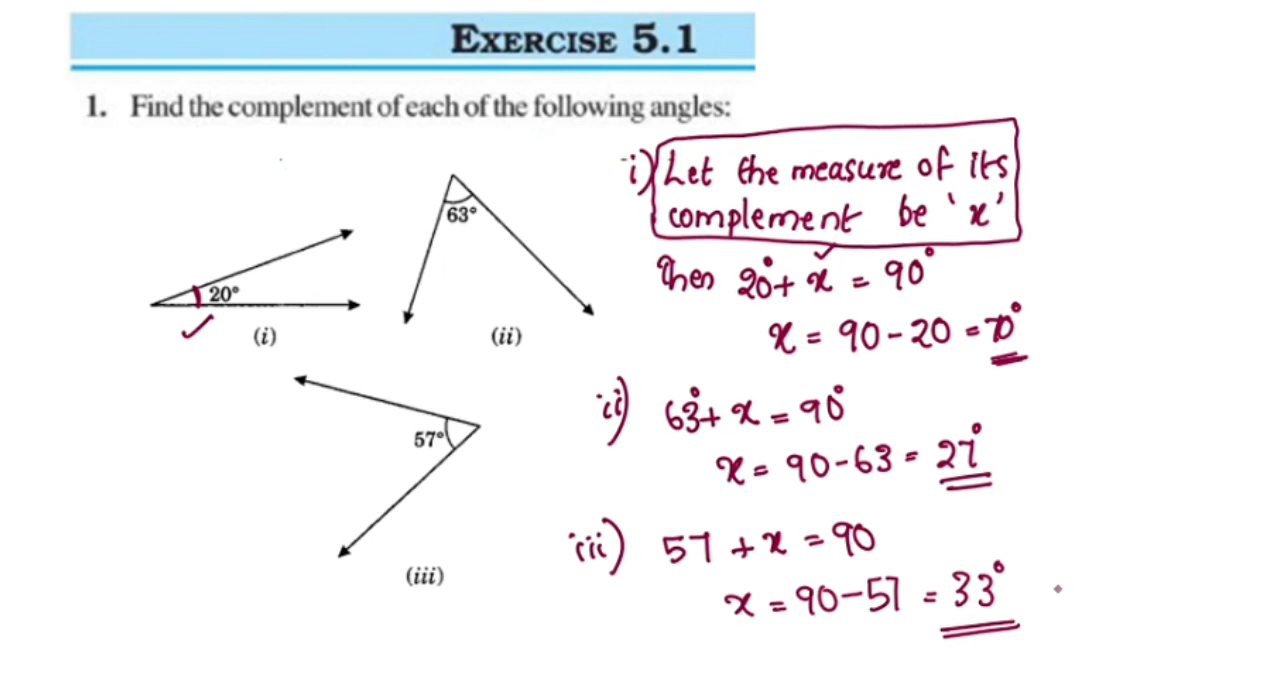 EXERCISE 5.1
1. Find the complement of each of the following angles:
20°
(i)
63°
(ii)
57°
(iii)
i) Let the measure of its
complement be 'x'
Then 20°+ x = 90°
x = 90-20 = 70°
ii) 63°+ x = 90°
x = 90-63 = 27°
iii) 57 + x = 90
x = 90-57 = 33°